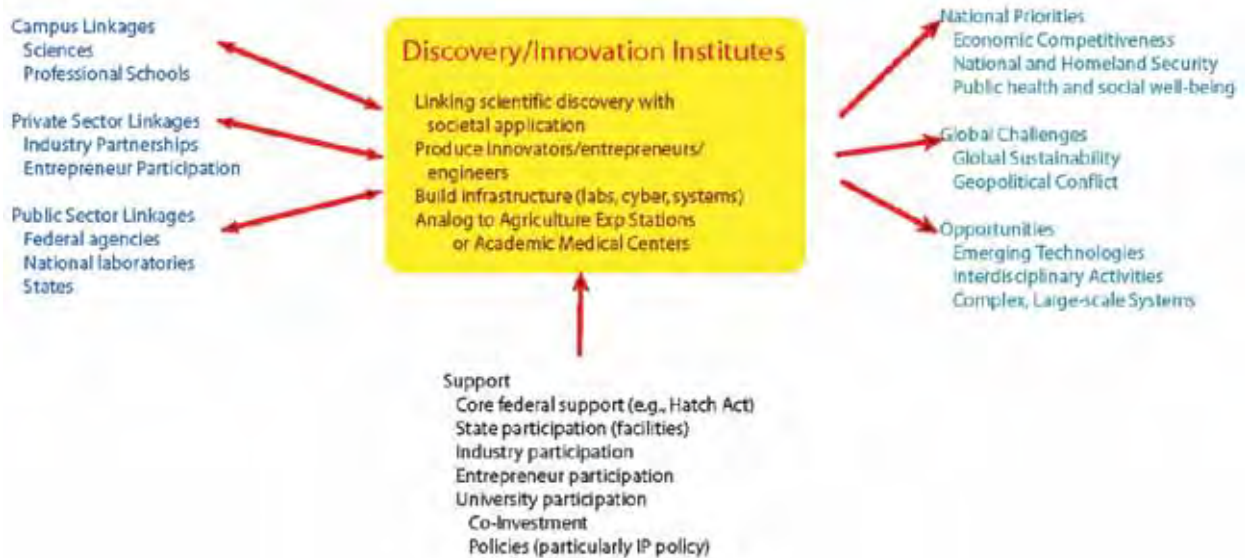 Campus Linkages
Sciences
Professional Schools
Private Sector Linkages
Industry Partnerships
Entrepreneur Participation
Public Sector Linkages
Federal agencies
National laboratories
States
Discovery/Innovation Institutes
Linking scientific discovery with
societal application
Produce innovators/entrepreneurs/
engineers
Build infrastructure (labs, cyber, systems)
Analog to Agriculture Exp Stations
or Academic Medical Centers
National Priorities
Economic Competitiveness
National and Homeland Security
Public health and social well-being
Global Challenges
Global Sustainability
Geopolitical Conflict
Opportunities
Emerging Technologies
Interdisciplinary Activities
Complex, Large-scale Systems
Support
Core federal support (e.g., Hatch Act)
State participation (facilities)
Industry participation
Entrepreneur participation
University participation
Co-Investment
Policies (particularly IP policy)